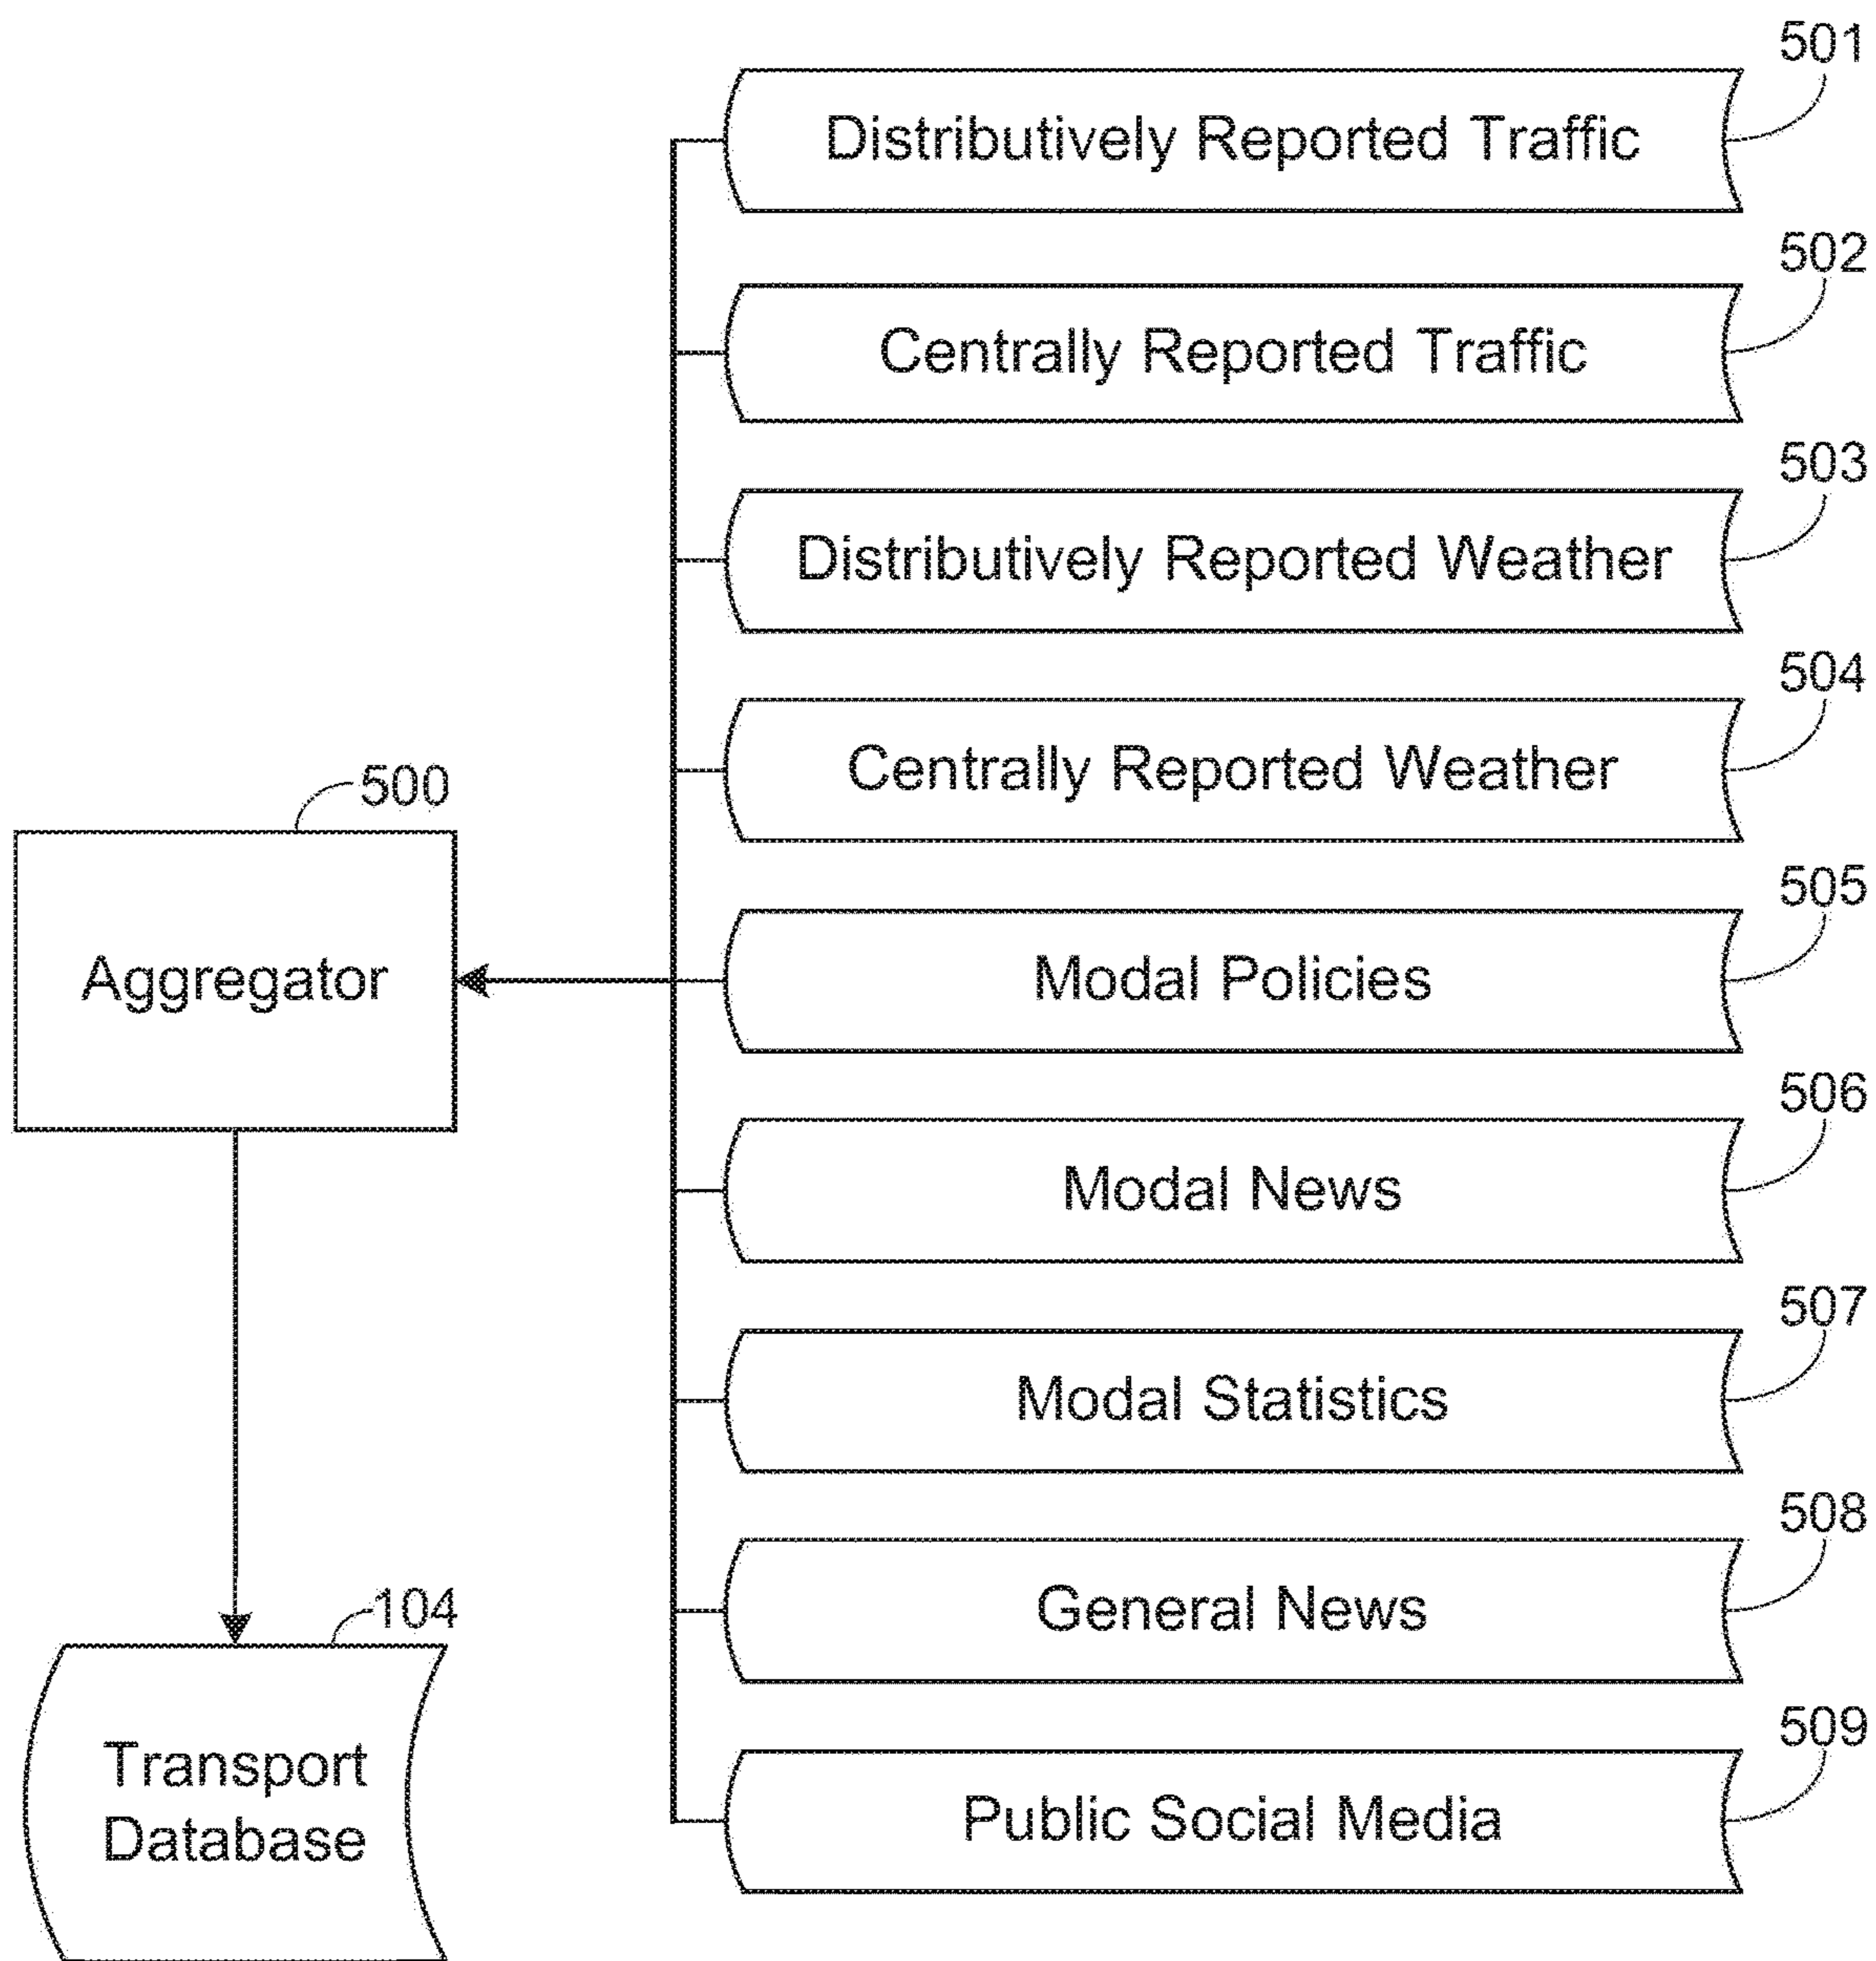 501
Distributively Reported Traffic
502
Centrally Reported Traffic
503
Distributively Reported Weather
504
Centrally Reported Weather
500
Aggregator
505
Modal Policies
506
Modal News
507
Modal Statistics
508
General News
104
Transport
Database
509
Public Social Media